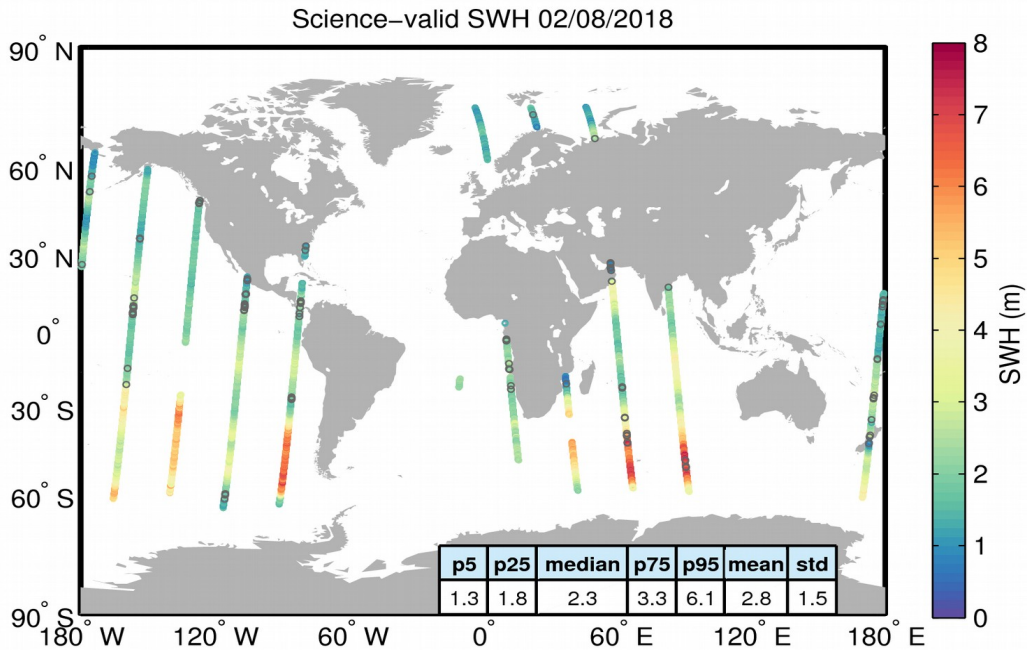 Science−valid SWH 02/08/2018
90° N
60° N
30° N
0°
30° S
60° S
90° S
180° W 120° W 60° W 0° 60° E 120° E 180° E
p5 p25 median p75 p95 mean std
1.3 1.8 2.3 3.3 6.1 2.8 1.5
8
7
6
5
4
3
2
1
0
SWH (m)